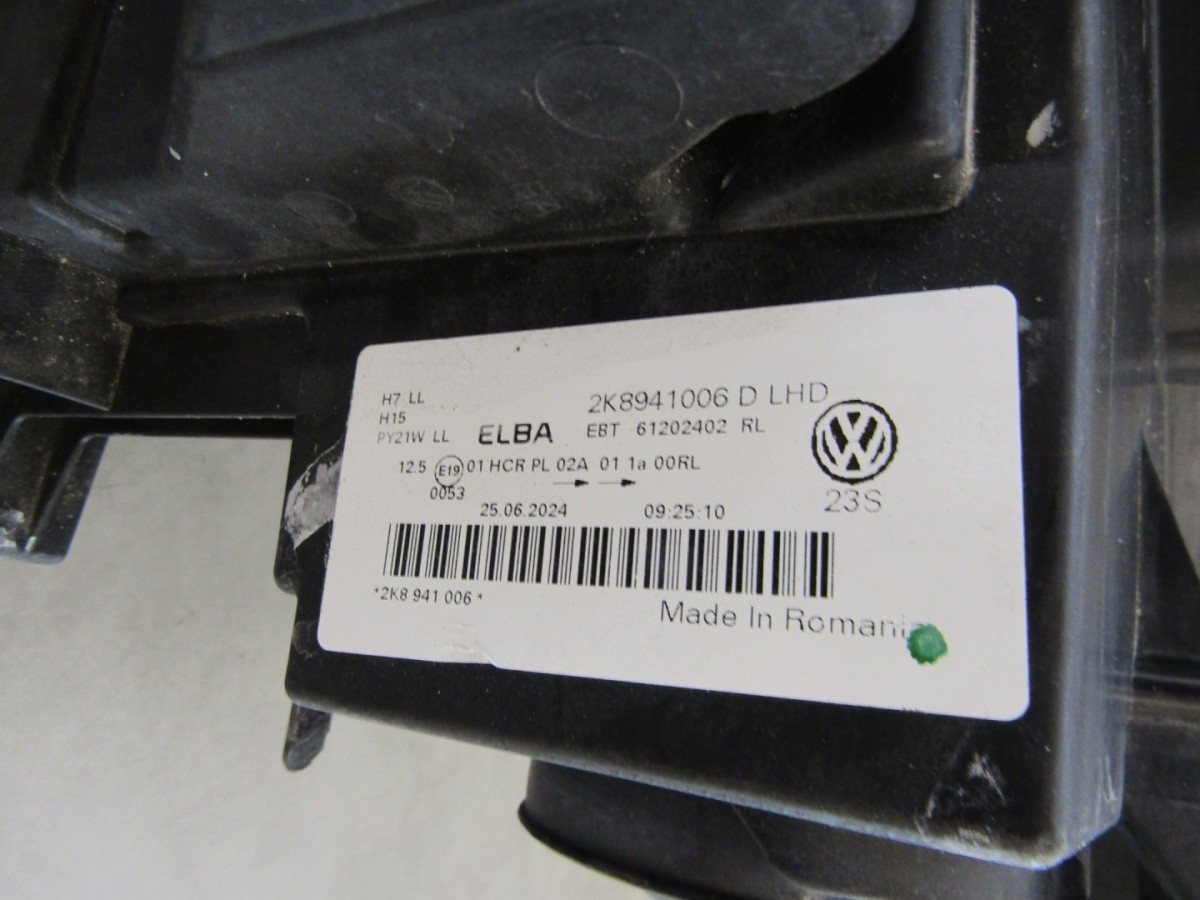 H7 LL
H15
PY21W LL
ELBA
2K8941006 D LHD
EBT 61202402 RL
12.5 E19 01 HCR PL 02A 01 1a 00RL
0053
23S
25.06.2024 09:25:10
*2K8 941 006*
Made In Romania